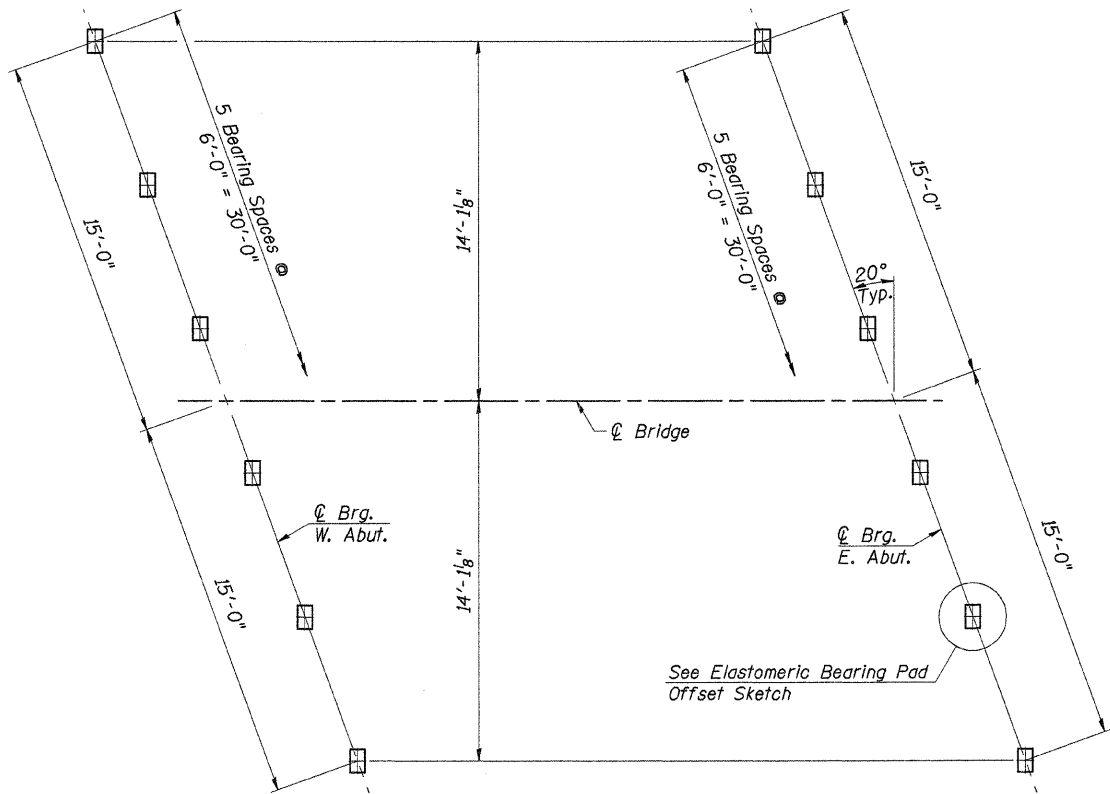 5 Bearing Spaces @
6'-0" = 30'-0"
15'-0"
14'-1⅛"
5 Bearing Spaces @
6'-0" = 30'-0"
15'-0"
20°
Typ.
℄ Bridge
℄ Brg.
W. Abut.
15'-0"
14'-1⅛"
℄ Brg.
E. Abut.
15'-0"
See Elastomeric Bearing Pad
Offset Sketch